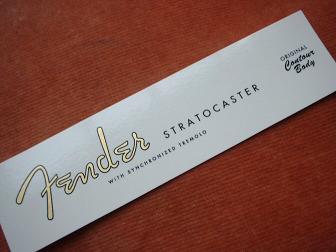 Fender STRATOCASTER
WITH SYNCHRONIZED TREMOLO
ORIGINAL
Contour
Body